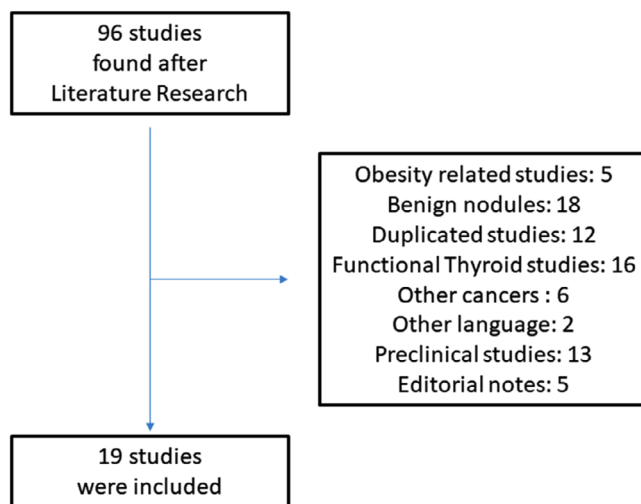 96 studies
found after
Literature Research
Obesity related studies: 5
Benign nodules: 18
Duplicated studies: 12
Functional Thyroid studies: 16
Other cancers : 6
Other language: 2
Preclinical studies: 13
Editorial notes: 5
19 studies
were included